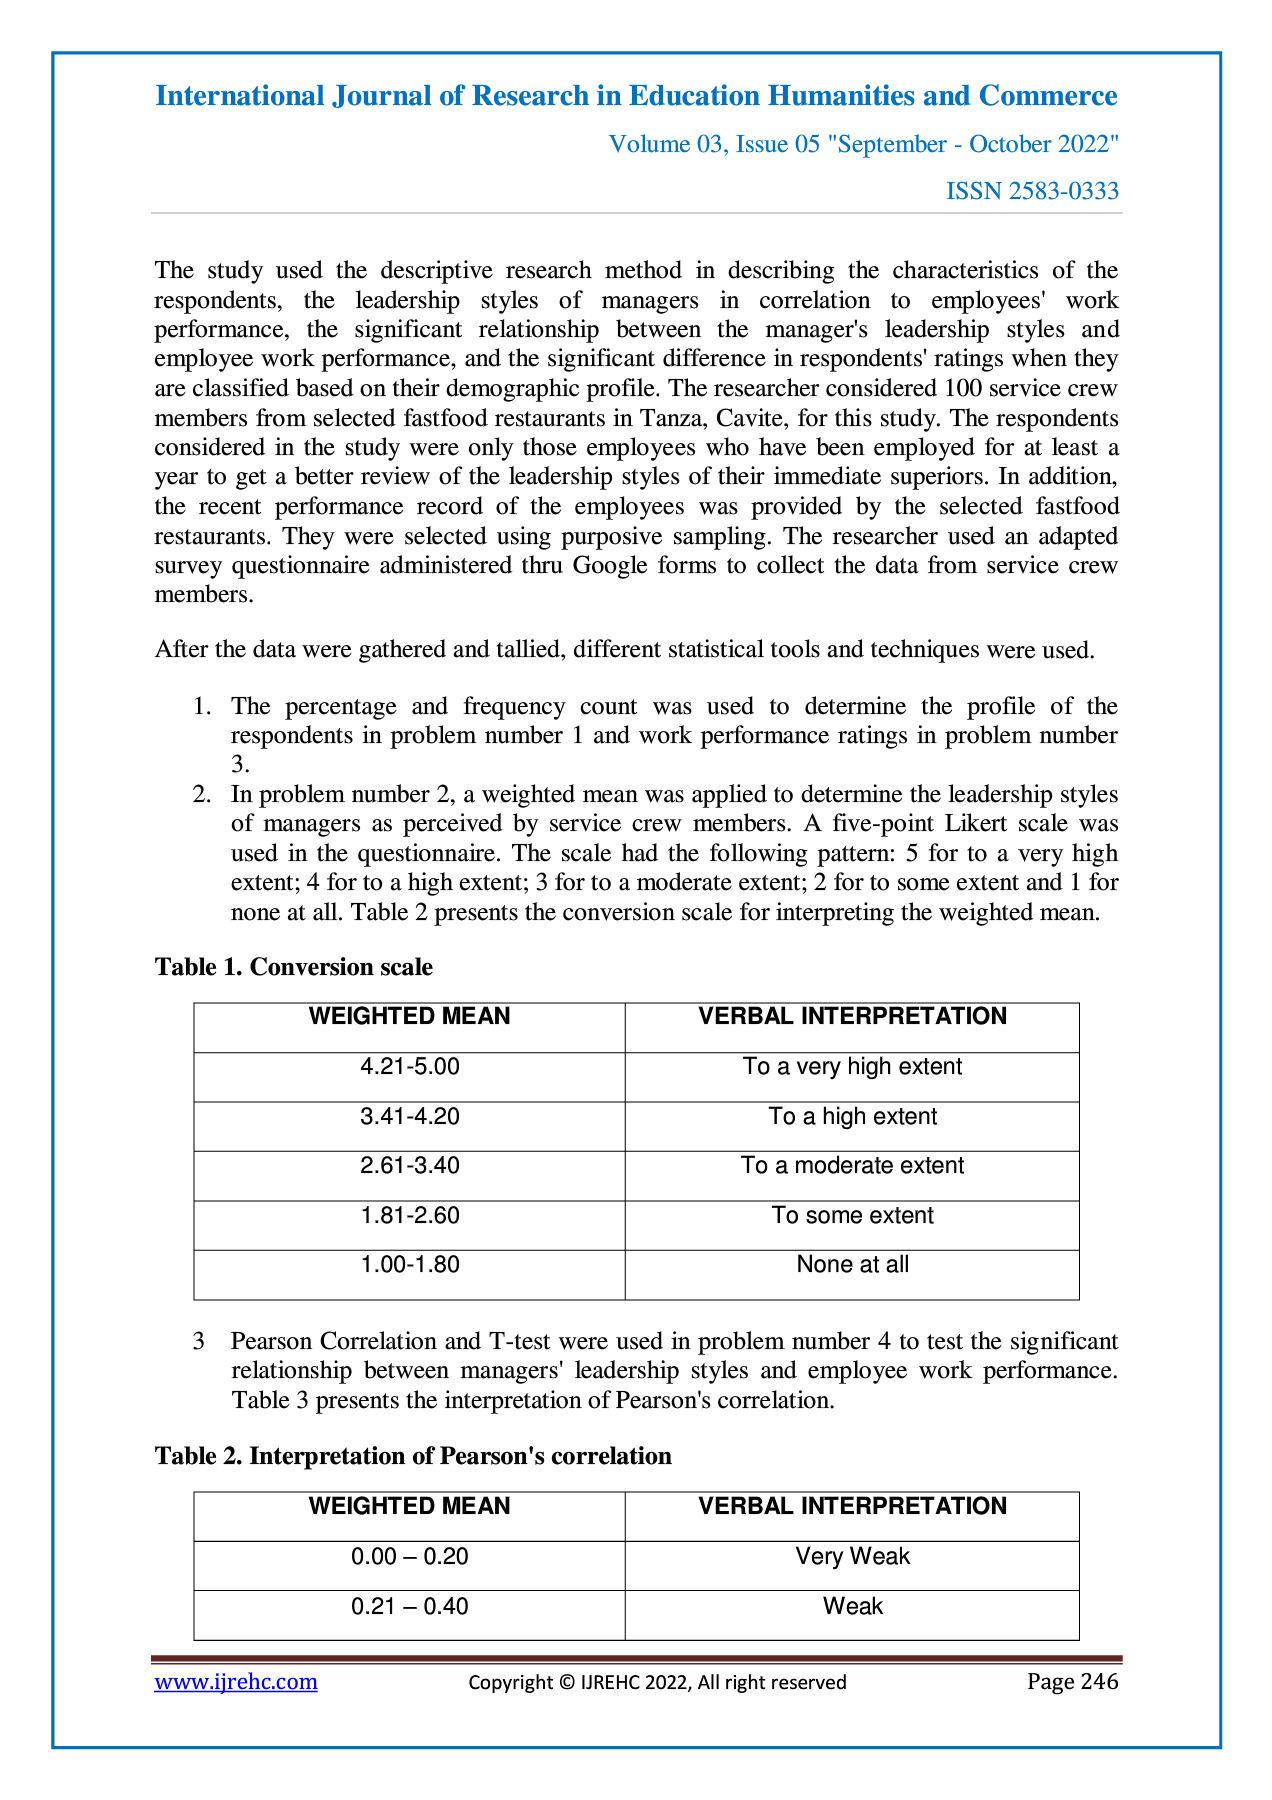 International Journal of Research in Education Humanities and Commerce
Volume 03, Issue 05 "September - October 2022"
ISSN 2583-0333
The study used the descriptive research method in describing the characteristics of the
respondents, the leadership styles of managers in correlation to employees' work
performance, the significant relationship between the manager's leadership styles and
employee work performance, and the significant difference in respondents' ratings when they
are classified based on their demographic profile. The researcher considered 100 service crew
members from selected fastfood restaurants in Tanza, Cavite, for this study. The respondents
considered in the study were only those employees who have been employed for at least a
year to get a better review of the leadership styles of their immediate superiors. In addition,
the recent performance record of the employees was provided by the selected fastfood
restaurants. They were selected using purposive sampling. The researcher used an adapted
survey questionnaire administered thru Google forms to collect the data from service crew
members.
After the data were gathered and tallied, different statistical tools and techniques were used.
1. The percentage and frequency count was used to determine the profile of the
respondents in problem number 1 and work performance ratings in problem number
3.
2. In problem number 2, a weighted mean was applied to determine the leadership styles
of managers as perceived by service crew members. A five-point Likert scale was
used in the questionnaire. The scale had the following pattern: 5 for to a very high
extent; 4 for to a high extent; 3 for to a moderate extent; 2 for to some extent and 1 for
none at all. Table 2 presents the conversion scale for interpreting the weighted mean.
Table 1. Conversion scale
WEIGHTED MEAN VERBAL INTERPRETATION
4.21-5.00 To a very high extent
3.41-4.20 To a high extent
2.61-3.40 To a moderate extent
1.81-2.60 To some extent
1.00-1.80 None at all
3 Pearson Correlation and T-test were used in problem number 4 to test the significant
relationship between managers' leadership styles and employee work performance.
Table 3 presents the interpretation of Pearson's correlation.
Table 2. Interpretation of Pearson's correlation
WEIGHTED MEAN VERBAL INTERPRETATION
0.00 – 0.20 Very Weak
0.21 – 0.40 Weak
www.ijrehc.com Copyright © IJREHC 2022, All right reserved Page 246